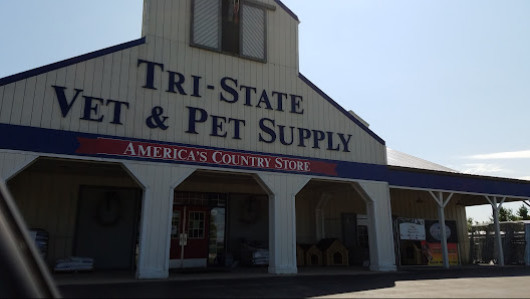 TRI-STATE
VET & PET SUPPLY
AMERICA'S COUNTRY STORE